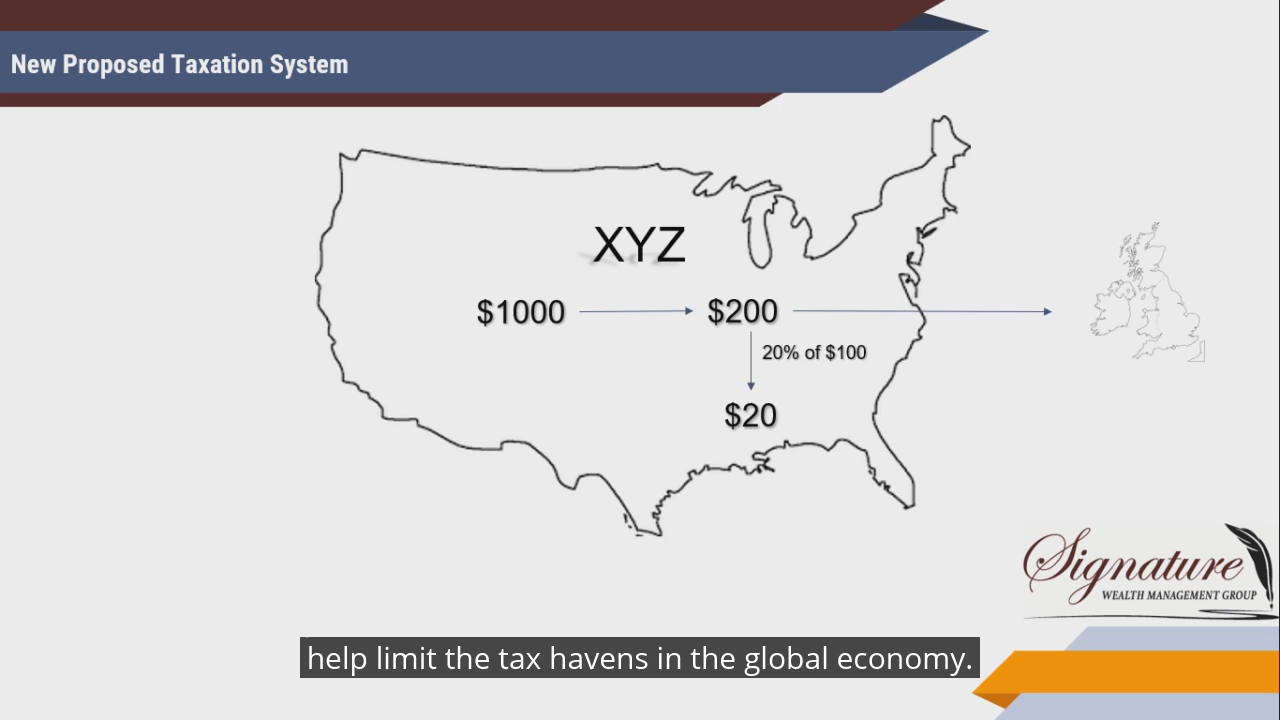 New Proposed Taxation System
XYZ
$1000
$200
20% of $100
$20
Signature
WEALTH MANAGEMENT GROUP
help limit the tax havens in the global economy.